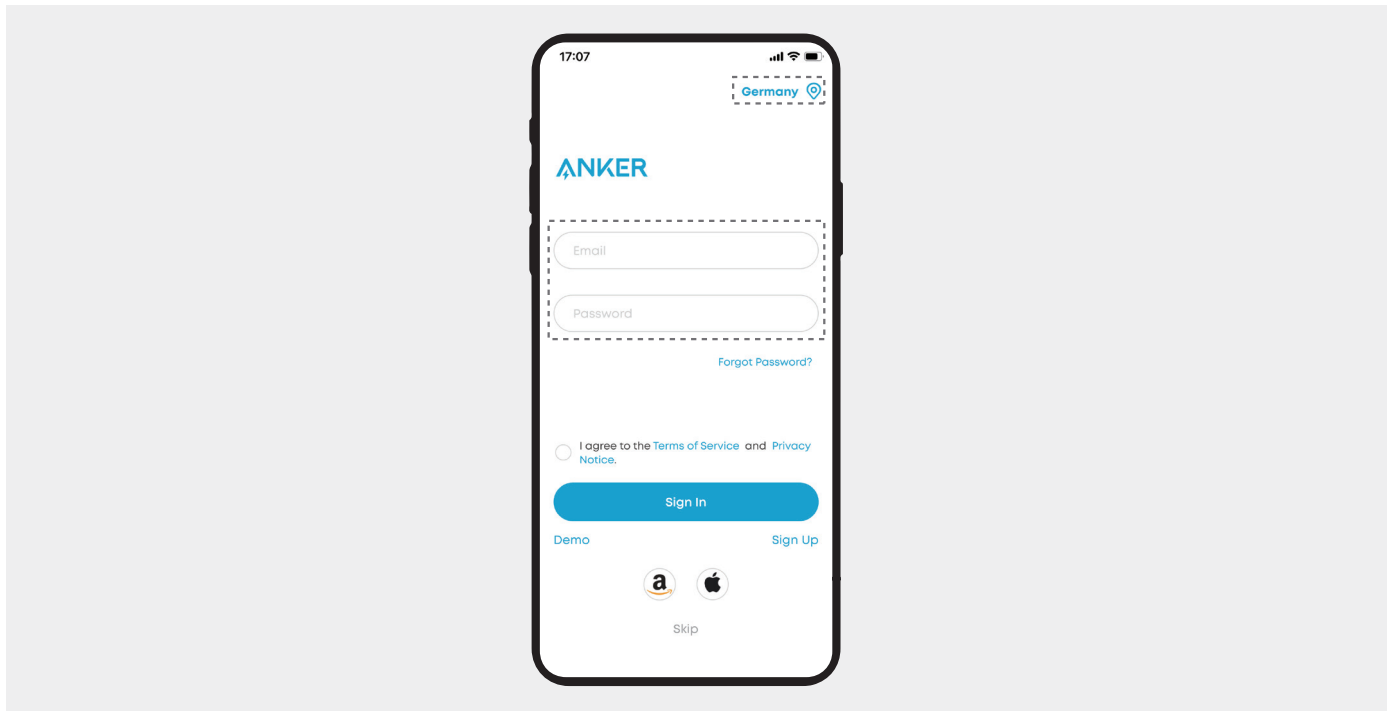 17:07
Germany
ANKER
Email
Password
Forgot Password?
I agree to the Terms of Service and Privacy
Notice.
Sign In
Demo Sign Up
a
Skip